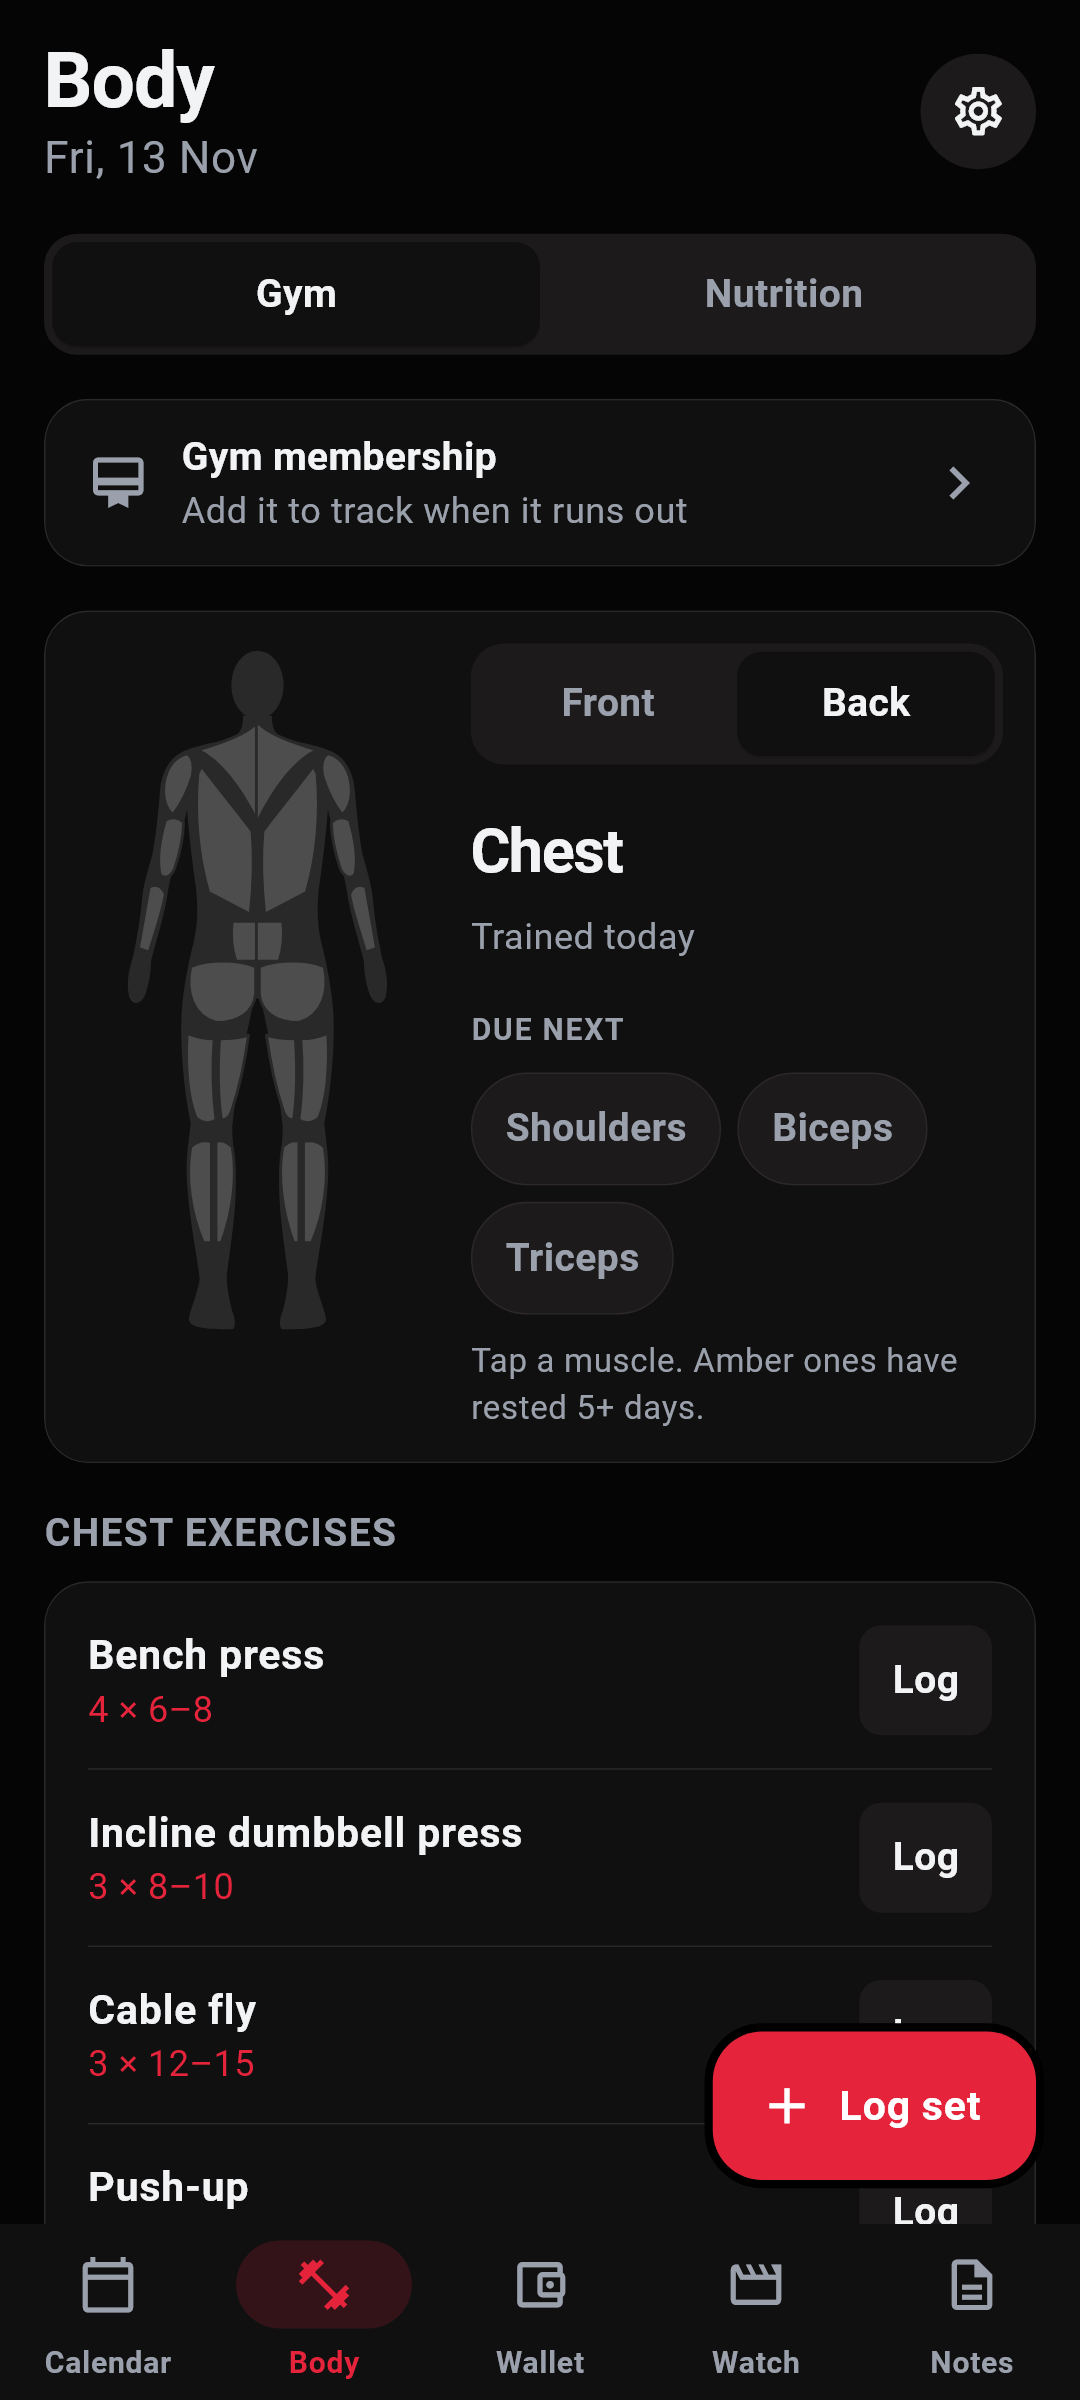 Body
Fri, 13 Nov
Gym
Nutrition
Gym membership
Add it to track when it runs out
Front
Back
Chest
Trained today
DUE NEXT
Shoulders
Biceps
Triceps
Tap a muscle. Amber ones have
rested 5+ days.
CHEST EXERCISES
Bench press
4 × 6–8
Log
Incline dumbbell press
3 × 8–10
Log
Cable fly
3 × 12–15
Log set
Push-up
Log
Calendar
Body
Wallet
Watch
Notes